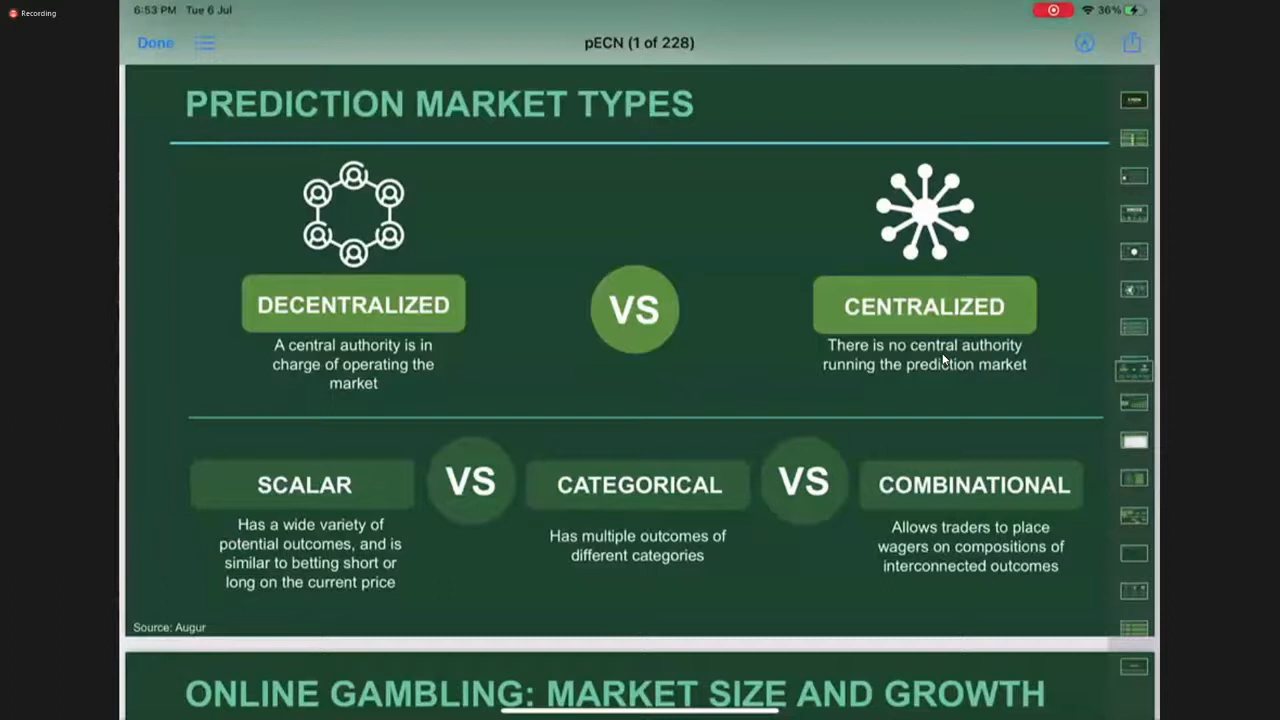 Recording
6:53 PM Tue 6 Jul
36%
Done
pECN (1 of 228)
PREDICTION MARKET TYPES
DECENTRALIZED
A central authority is in
charge of operating the
market
VS
CENTRALIZED
There is no central authority
running the prediction market
SCALAR
Has a wide variety of
potential outcomes, and is
similar to betting short or
long on the current price
VS
CATEGORICAL
Has multiple outcomes of
different categories
VS
COMBINATIONAL
Allows traders to place
wagers on compositions of
interconnected outcomes
Source: Augur
ONLINE GAMBLING: MARKET SIZE AND GROWTH